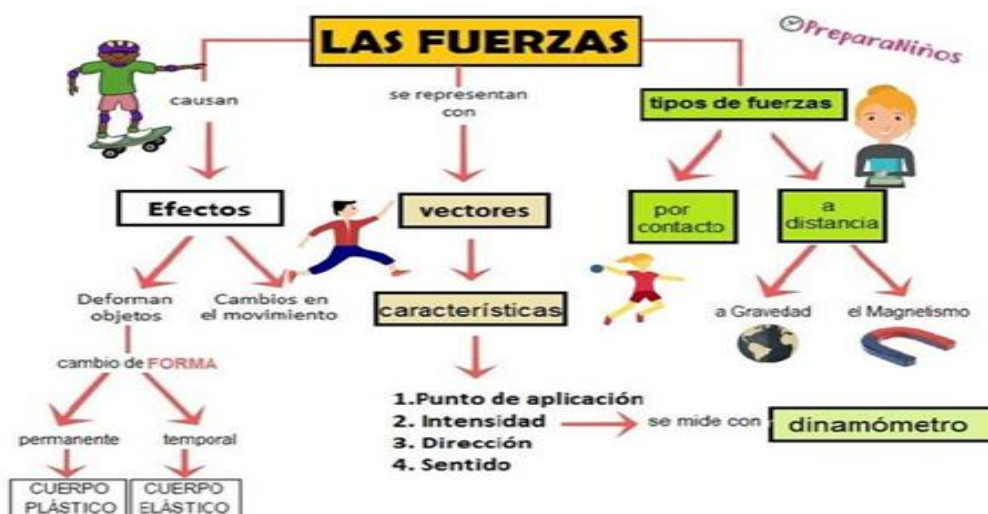 LAS FUERZAS
PreparaNiños
causan
se representan
con
tipos de fuerzas
Efectos
vectores
por
contacto
a
distancia
Deforman
objetos
Cambios en
el movimiento
características
a Gravedad
el Magnetismo
cambio de FORMA
1.Punto de aplicación
2. Intensidad
3. Dirección
4. Sentido
se mide con
dinamómetro
permanente
temporal
CUERPO
PLÁSTICO
CUERPO
ELÁSTICO